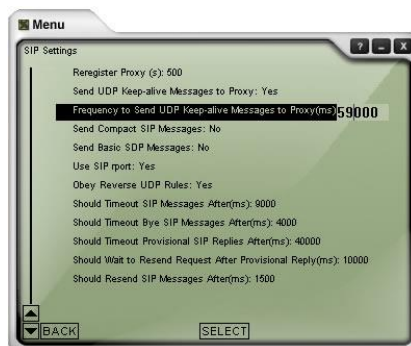 Menu
SIP Settings
? - X
Reregister Proxy (s): 500
Send UDP Keep-alive Messages to Proxy: Yes
Frequency to Send UDP Keep-alive Messages to Proxy(ms) 59000
Send Compact SIP Messages: No
Send Basic SDP Messages: No
Use SIP rport: Yes
Obey Reverse UDP Rules: Yes
Should Timeout SIP Messages After(ms): 9000
Should Timeout Bye SIP Messages After(ms): 4000
Should Timeout Provisional SIP Replies After(ms): 40000
Should Wait to Resend Request After Provisional Reply(ms): 10000
Should Resend SIP Messages After(ms): 1500
BACK SELECT